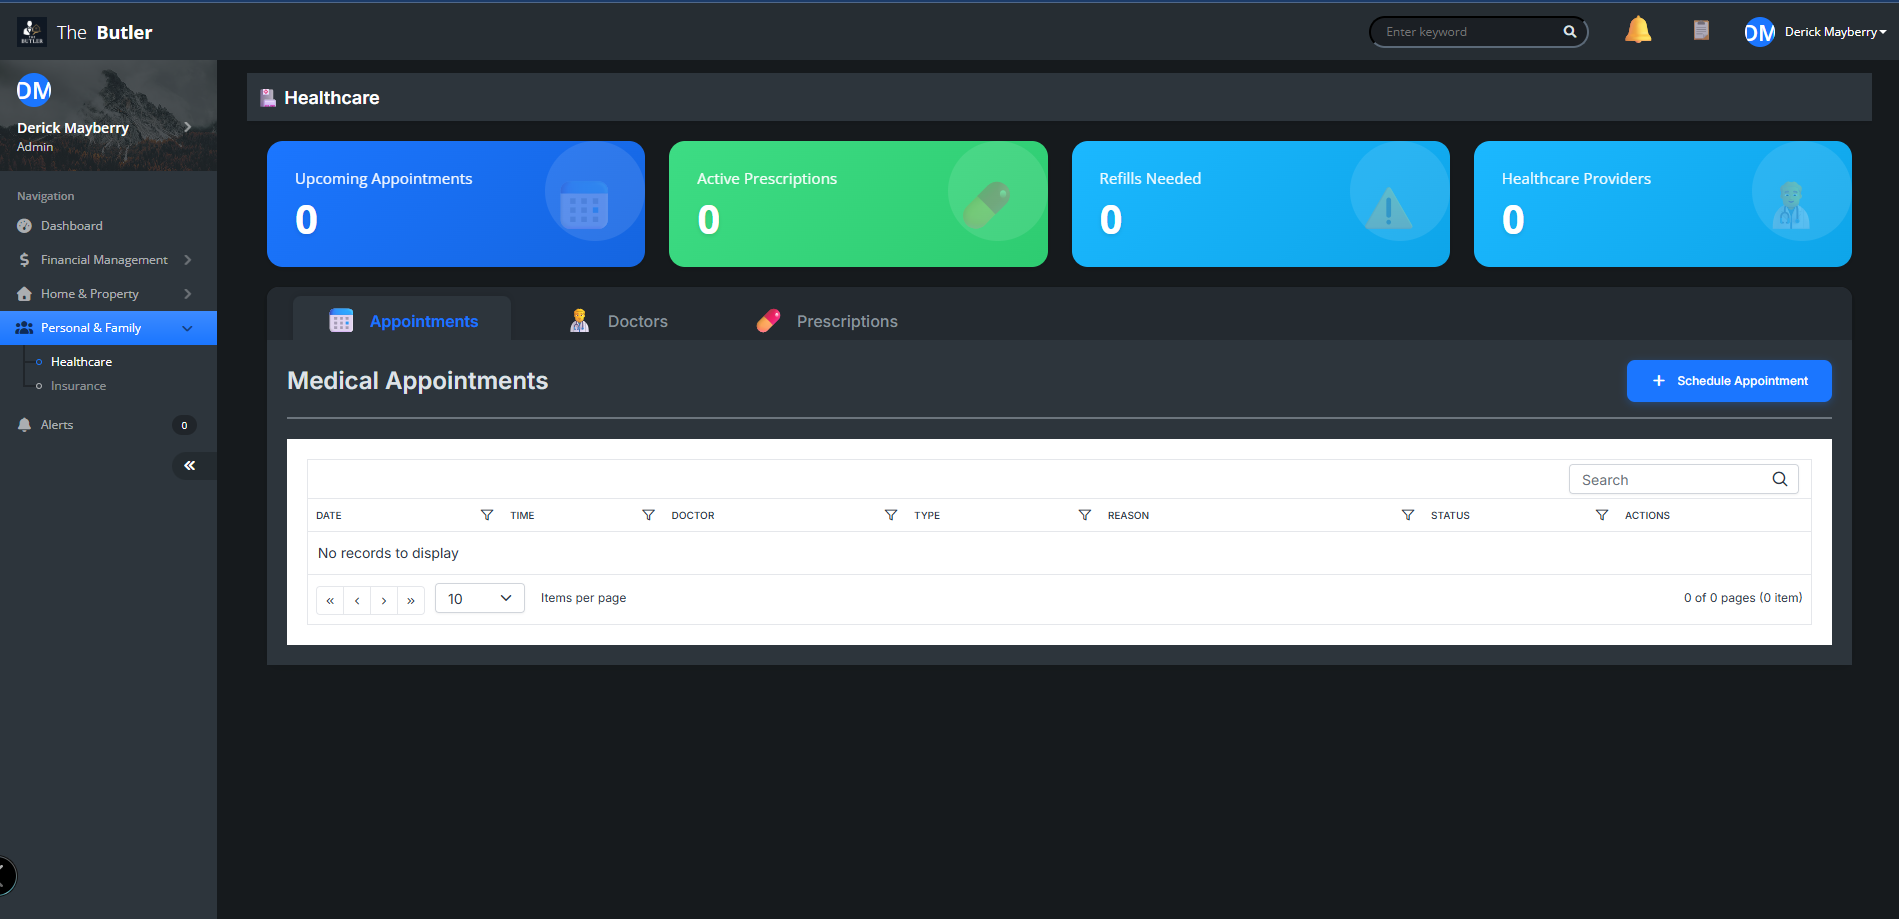 The Butler
Enter keyword
DM
Derick Mayberry
DM
Derick Mayberry
Admin
Navigation
Dashboard
Financial Management
Home & Property
Personal & Family
Healthcare
Insurance
Alerts
0
Healthcare
Upcoming Appointments
0
Active Prescriptions
0
Refills Needed
0
Healthcare Providers
0
Appointments
Doctors
Prescriptions
Medical Appointments
+ Schedule Appointment
Search
DATE TIME DOCTOR TYPE REASON STATUS ACTIONS
No records to display
« ‹ › » 10 Items per page 0 of 0 pages (0 item)